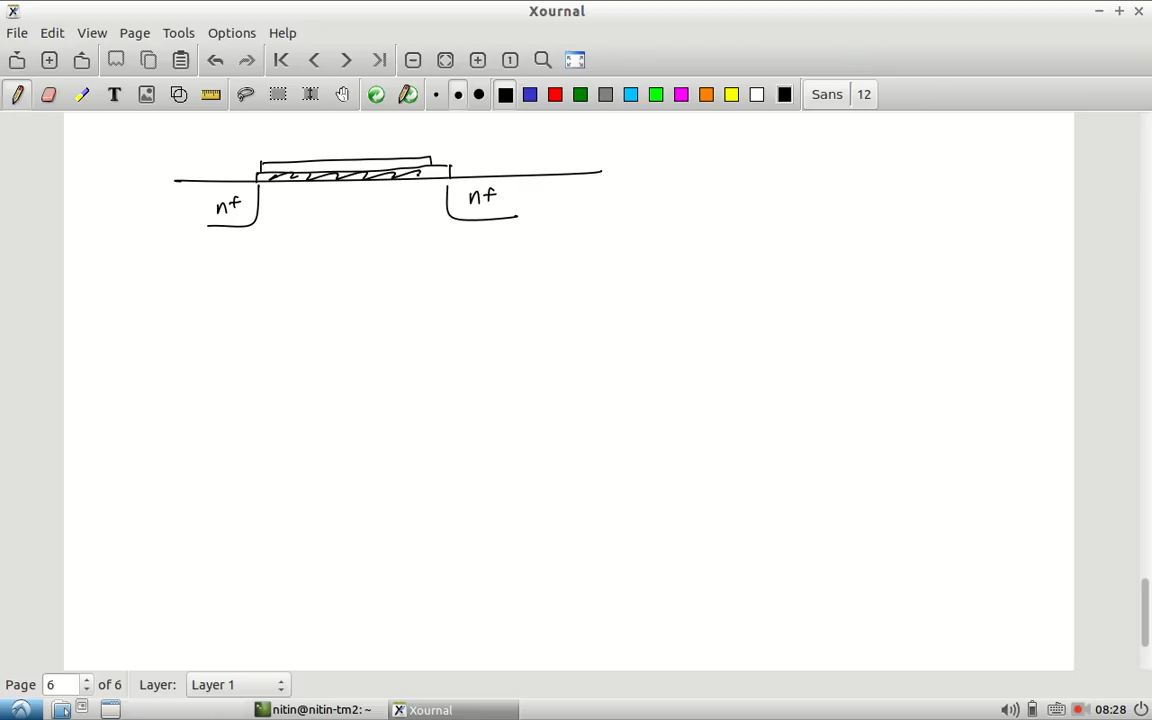 Xournal
File Edit View Page Tools Options Help
Sans 12
n+ n+
Page 6 of 6 Layer: Layer 1
nitin@nitin-tm2: ~ Xournal 08:28